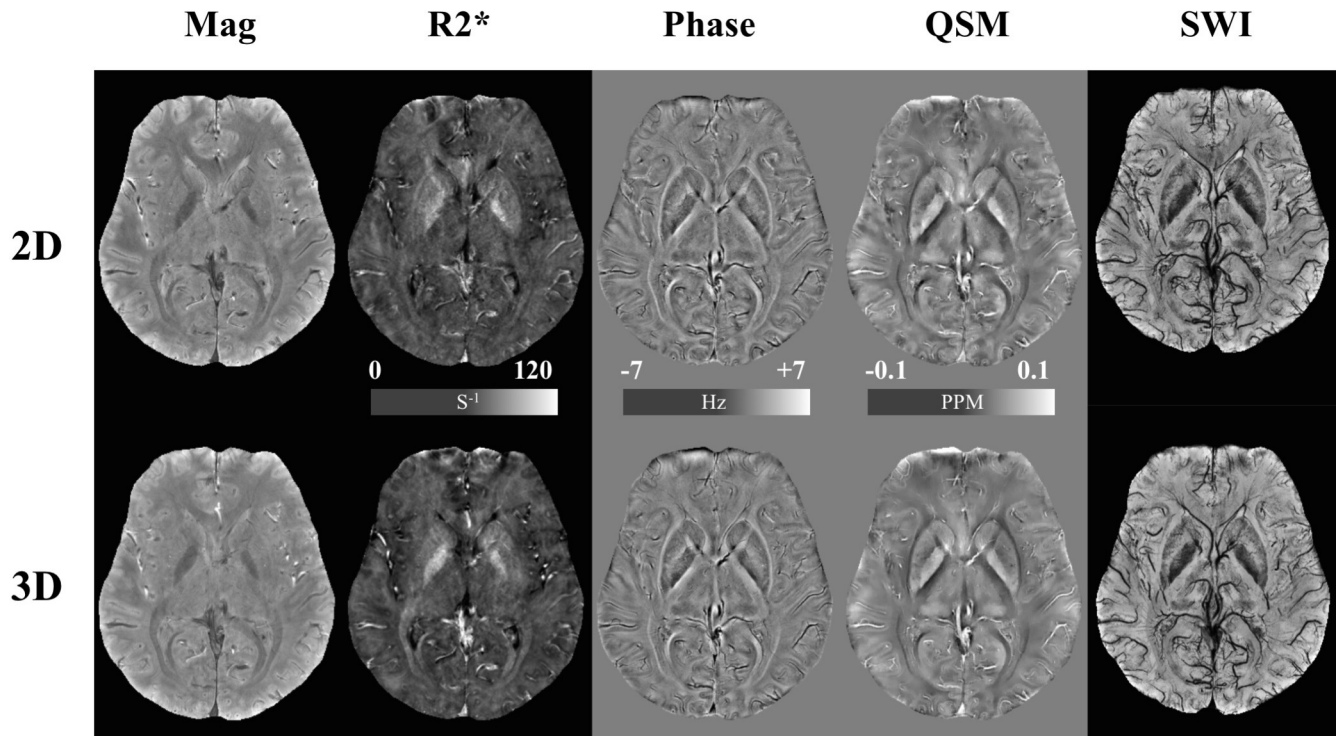 Mag R2* Phase QSM SWI
2D
0 120 -7 +7 -0.1 0.1
S⁻¹ Hz PPM
3D